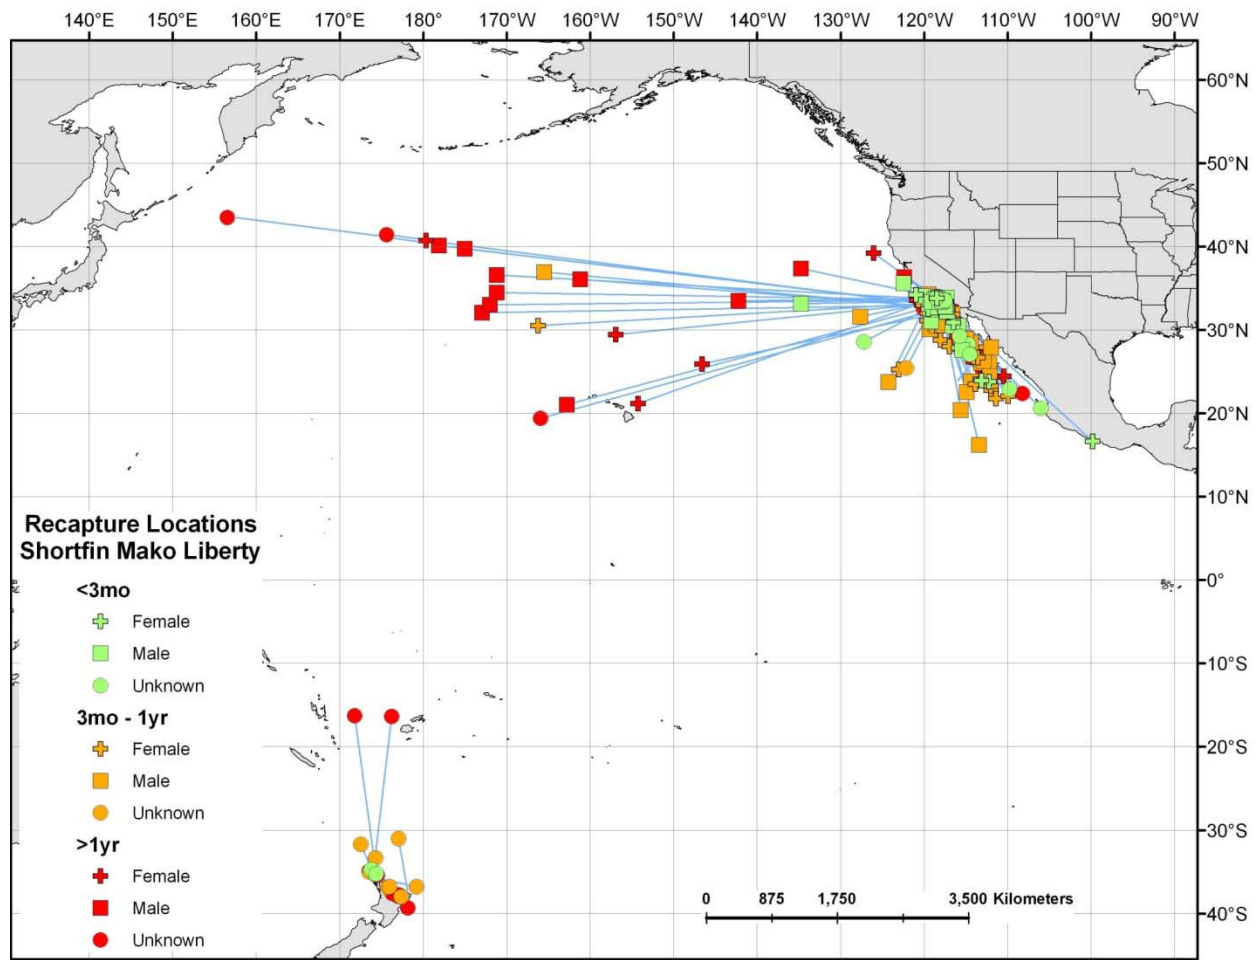 140°E 150°E 160°E 170°E 180° 170°W 160°W 150°W 140°W 130°W 120°W 110°W 100°W 90°W
60°N
50°N
40°N
30°N
20°N
10°N
0°
10°S
20°S
30°S
40°S
Recapture Locations
Shortfin Mako Liberty
<3mo
Female
Male
Unknown
3mo - 1yr
Female
Male
Unknown
>1yr
Female
Male
Unknown
0 875 1,750 3,500 Kilometers